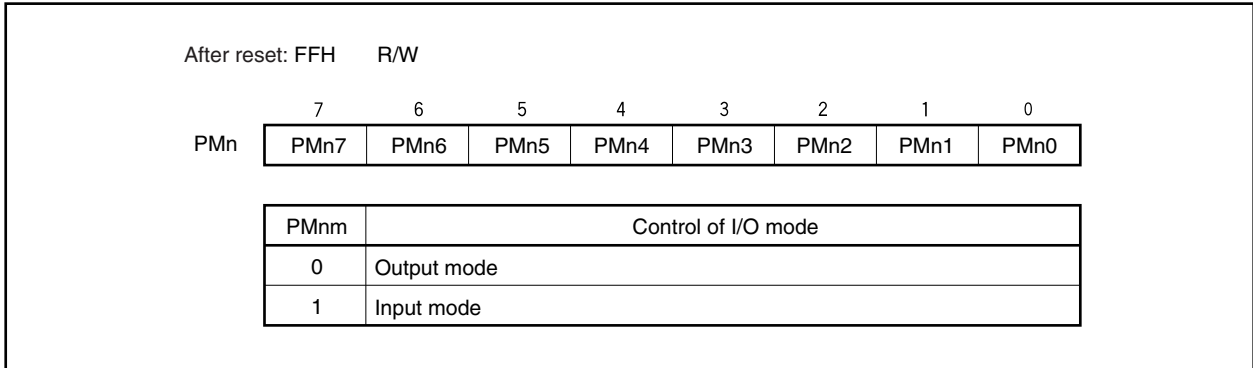 After reset: FFH R/W
7 6 5 4 3 2 1 0
PMn PMn7 PMn6 PMn5 PMn4 PMn3 PMn2 PMn1 PMn0
PMnm Control of I/O mode
0 Output mode
1 Input mode